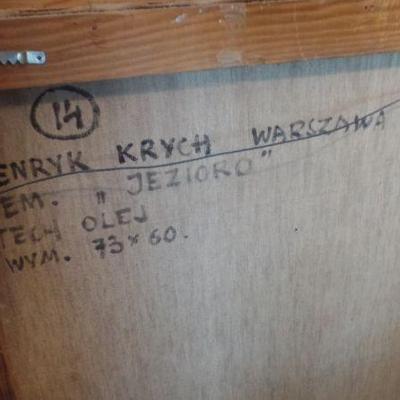 14
ENRYK KRYCH WARSZAWA
EM. „JEZIORO"
TECH OLEJ
WYM. 73×60.